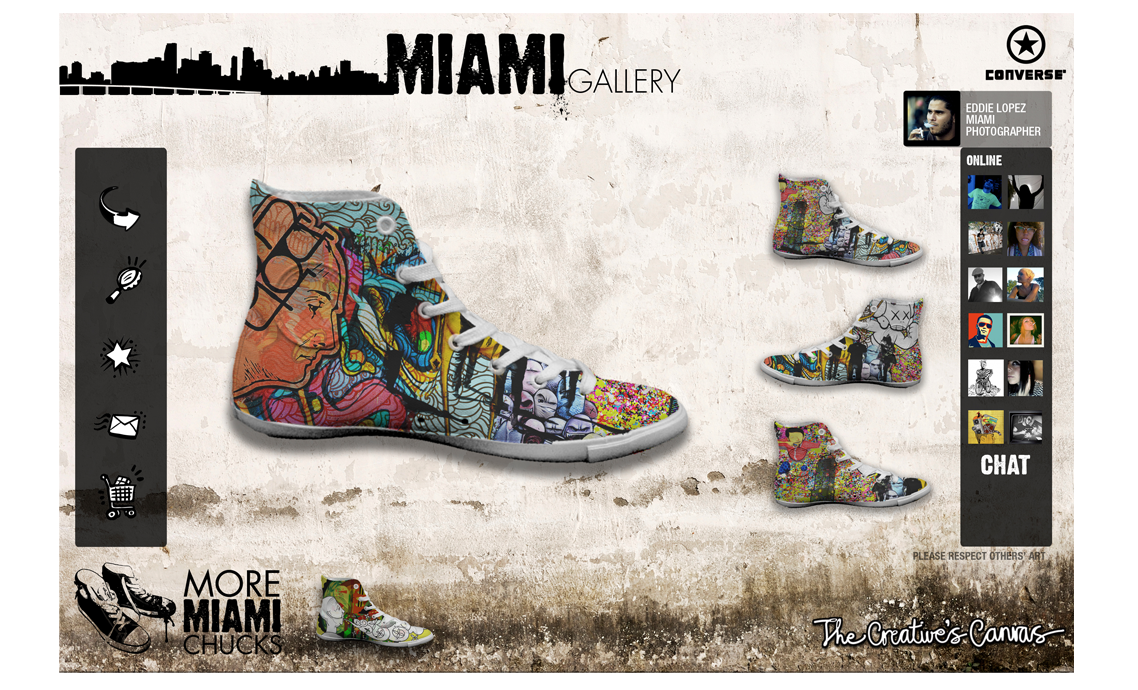 MIAMI GALLERY
CONVERSE
EDDIE LOPEZ
MIAMI
PHOTOGRAPHER
ONLINE
CHAT
PLEASE RESPECT OTHERS' ART
MORE
MIAMI
CHUCKS
The Creative's Canvas